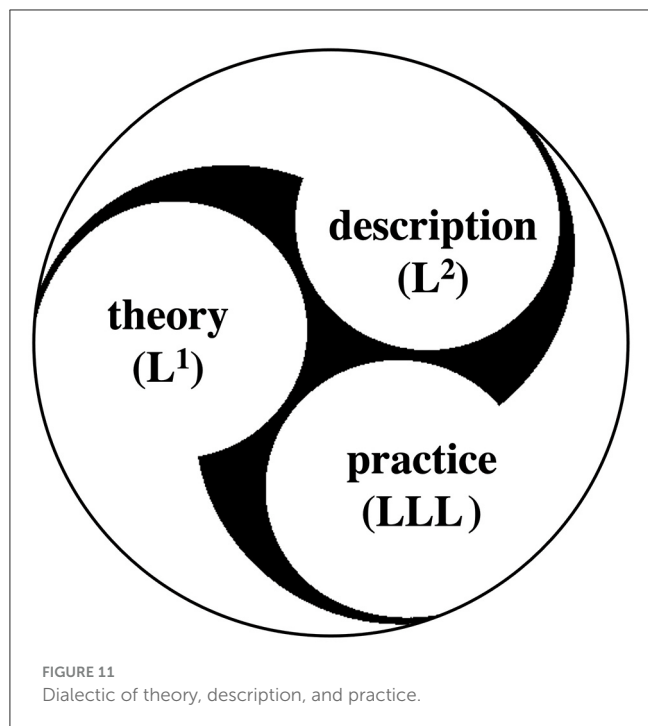 description
(L²)
theory
(L¹)
practice
(LLL)
FIGURE 11
Dialectic of theory, description, and practice.